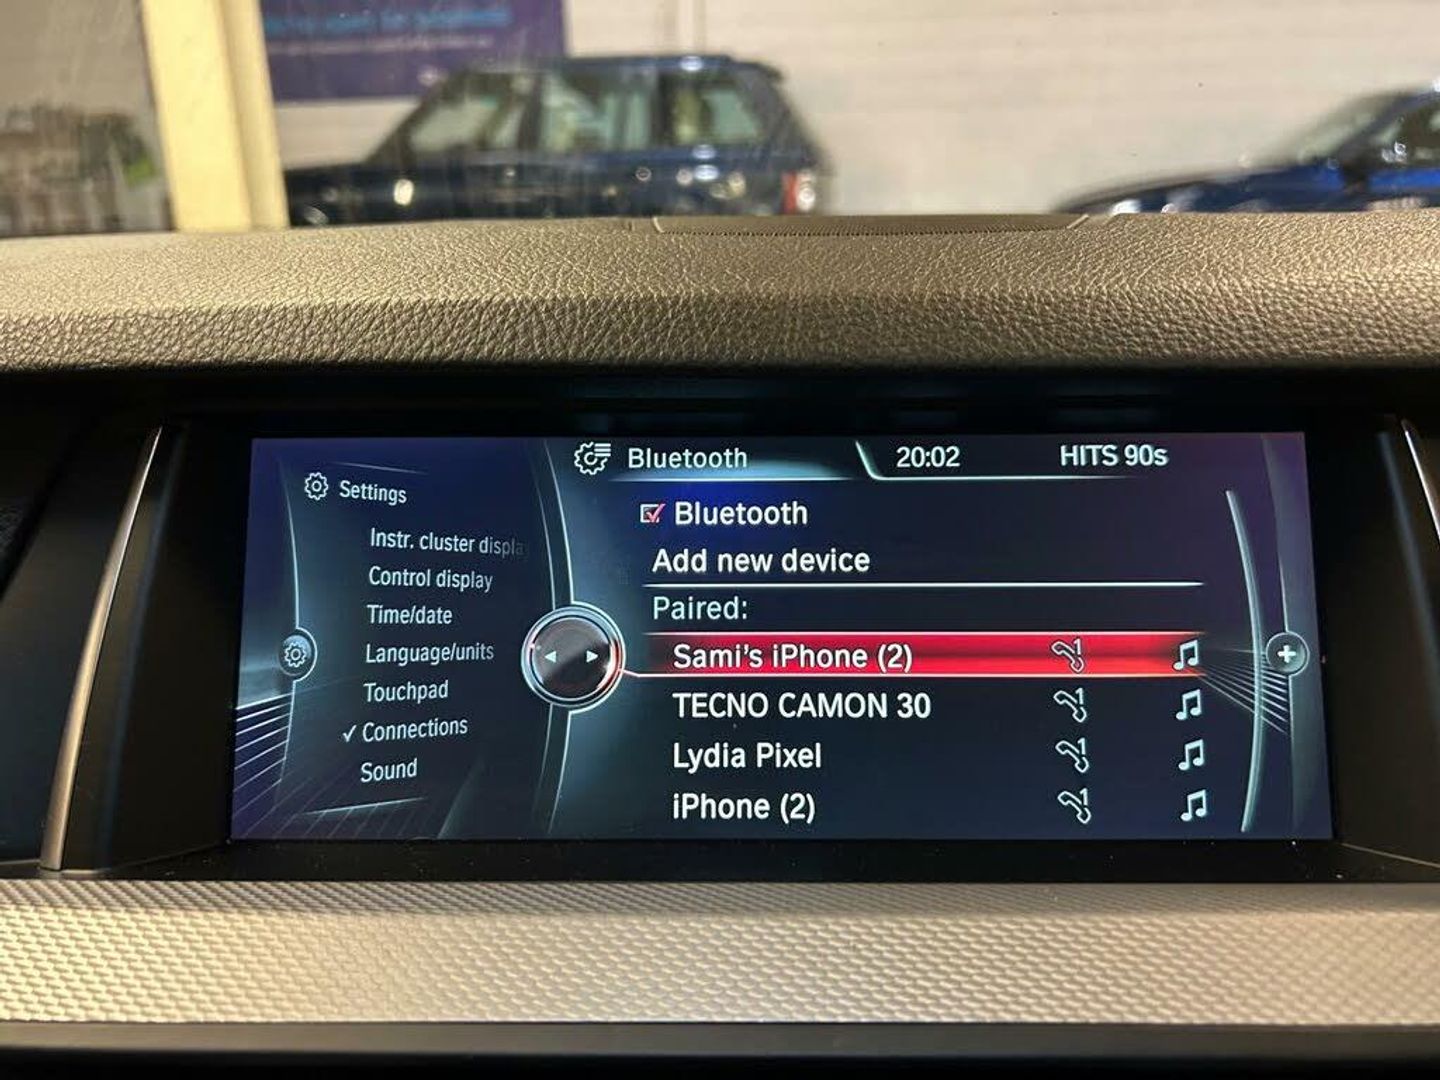 Bluetooth
20:02
HITS 90s
Settings
Instr. cluster displa
Control display
Time/date
Language/units
Touchpad
✓ Connections
Sound
Bluetooth
Add new device
Paired:
Sami's iPhone (2)
TECNO CAMON 30
Lydia Pixel
iPhone (2)